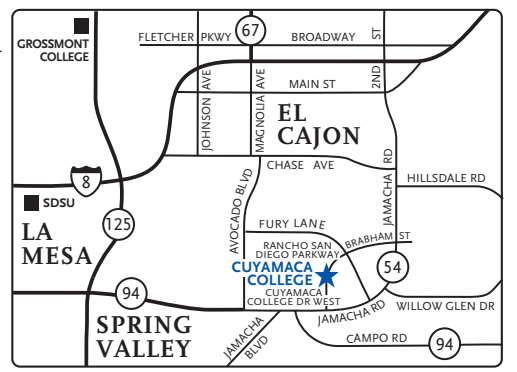 GROSSMONT
COLLEGE
FLETCHER PKWY
67
BROADWAY
2ND ST
JOHNSON AVE
MAGNOLIA AVE
MAIN ST
EL
CAJON
CHASE AVE
8
HILLSDALE RD
JAMACHA RD
SDSU
LA
MESA
125
AVOCADO BLVD
FURY LANE
RANCHO SAN
DIEGO PARKWAY
BRABHAM ST
CUYAMACA
COLLEGE
54
CUYAMACA
COLLEGE DR WEST
94
JAMACHA RD
WILLOW GLEN DR
SPRING
VALLEY
JAMACHA
BLVD
CAMPO RD
94